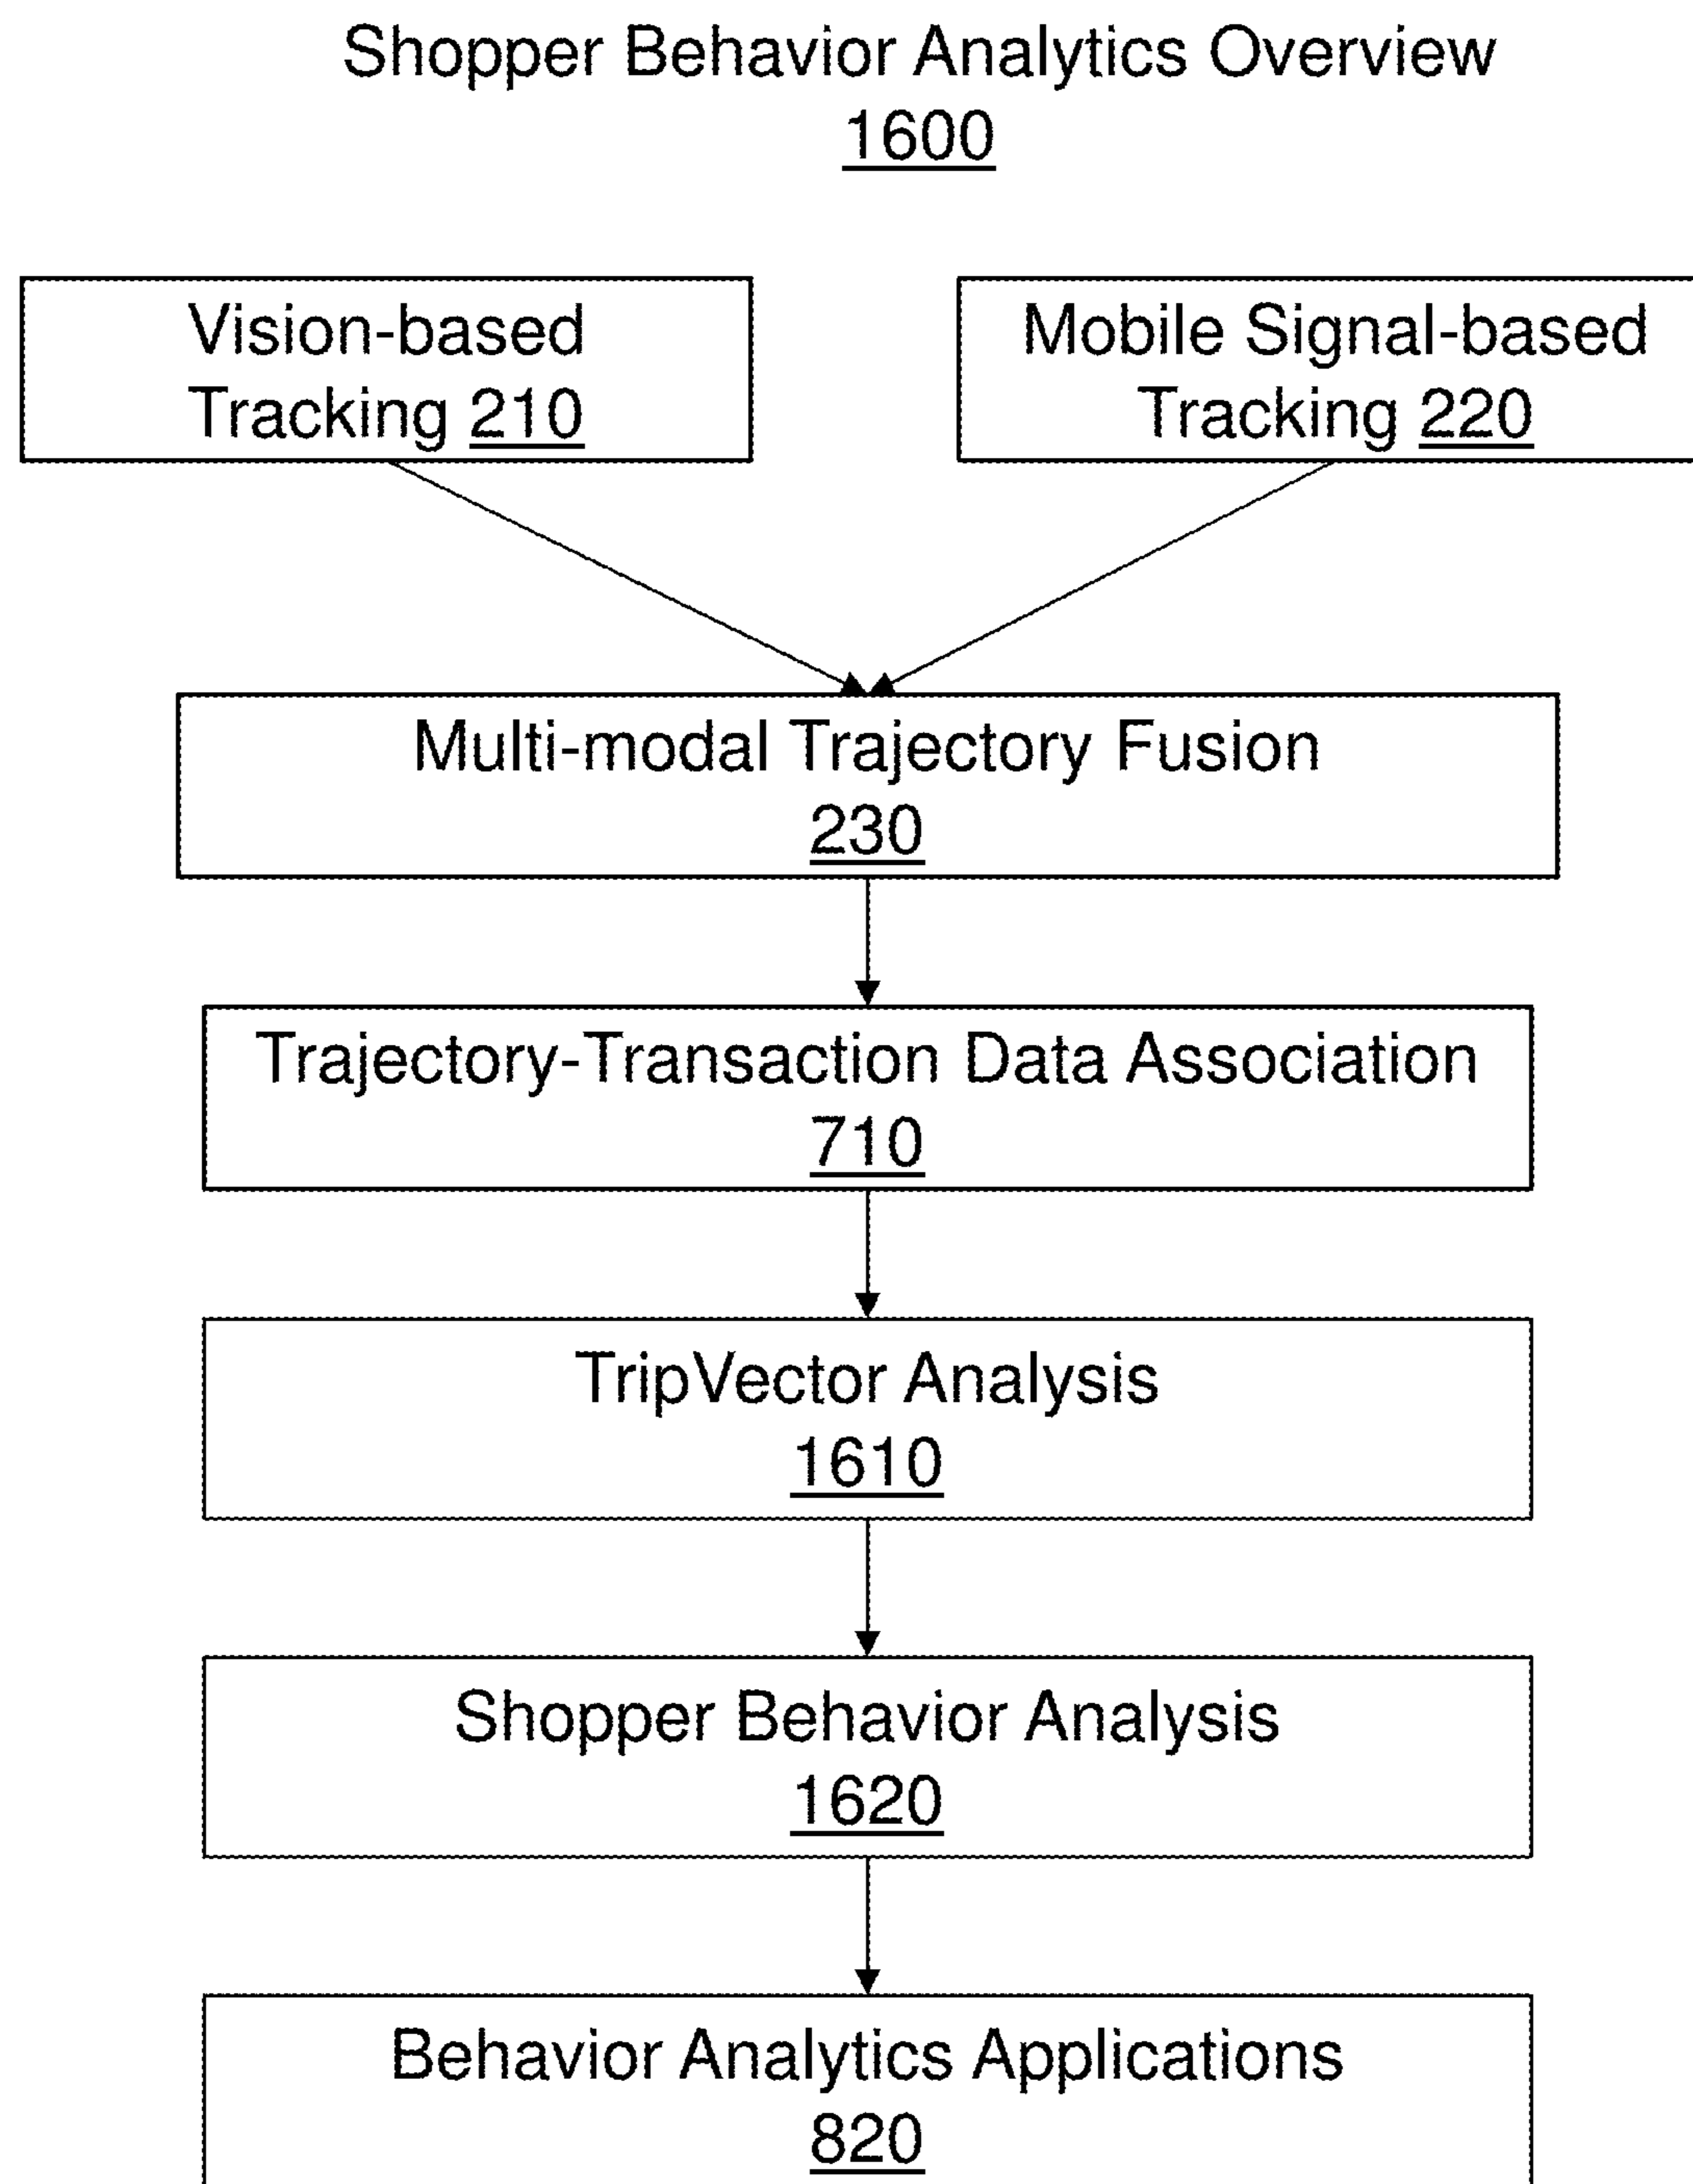 Shopper Behavior Analytics Overview
1600
Vision-based
Tracking 210
Mobile Signal-based
Tracking 220
Multi-modal Trajectory Fusion
230
Trajectory-Transaction Data Association
710
TripVector Analysis
1610
Shopper Behavior Analysis
1620
Behavior Analytics Applications
820